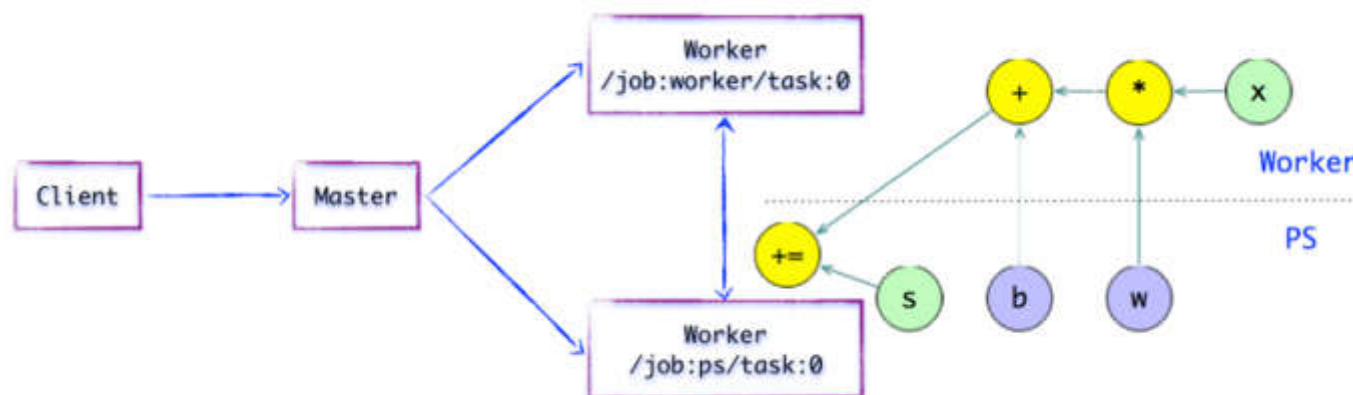 Worker
/job:worker/task:0
+
*
x
Worker
Client
Master
+=
PS
s
b
w
Worker
/job:ps/task:0